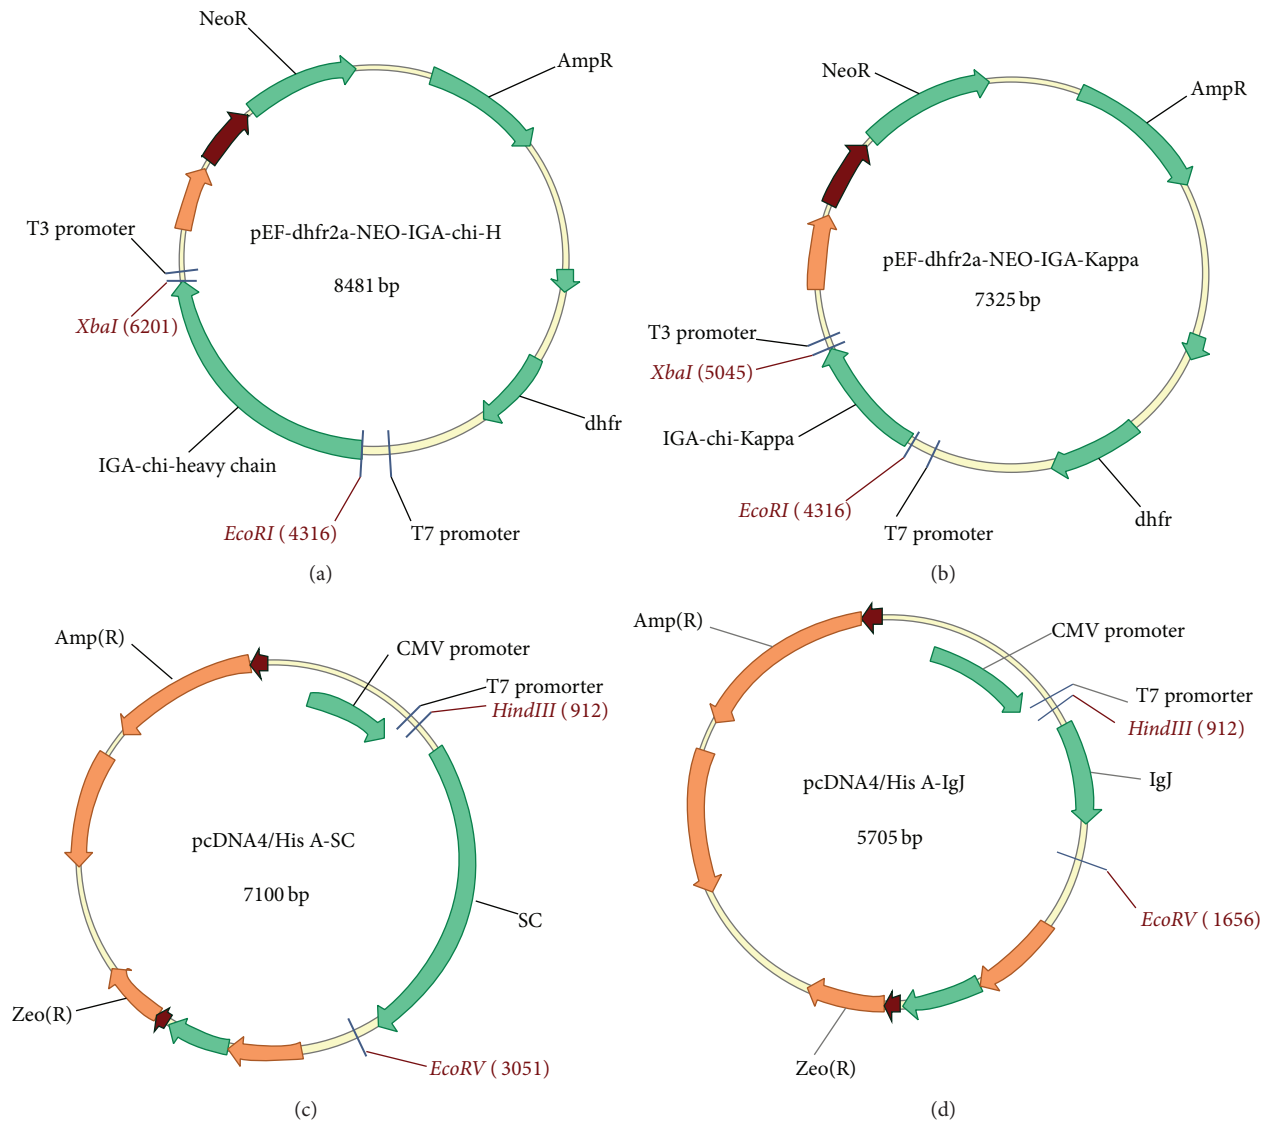 NeoR
AmpR
pEF-dhfr2a-NEO-IGA-chi-H
8481 bp
T3 promoter
XbaI (6201)
IGA-chi-heavy chain
EcoRI (4316)
T7 promoter
dhfr
(a)
NeoR
AmpR
pEF-dhfr2a-NEO-IGA-Kappa
7325 bp
T3 promoter
XbaI (5045)
IGA-chi-Kappa
EcoRI (4316)
T7 promoter
dhfr
(b)
Amp(R)
CMV promoter
T7 promorter
HindIII (912)
pcDNA4/His A-SC
7100 bp
SC
Zeo(R)
EcoRV (3051)
(c)
Amp(R)
CMV promoter
T7 promorter
HindIII (912)
IgJ
pcDNA4/His A-IgJ
5705 bp
EcoRV (1656)
Zeo(R)
(d)